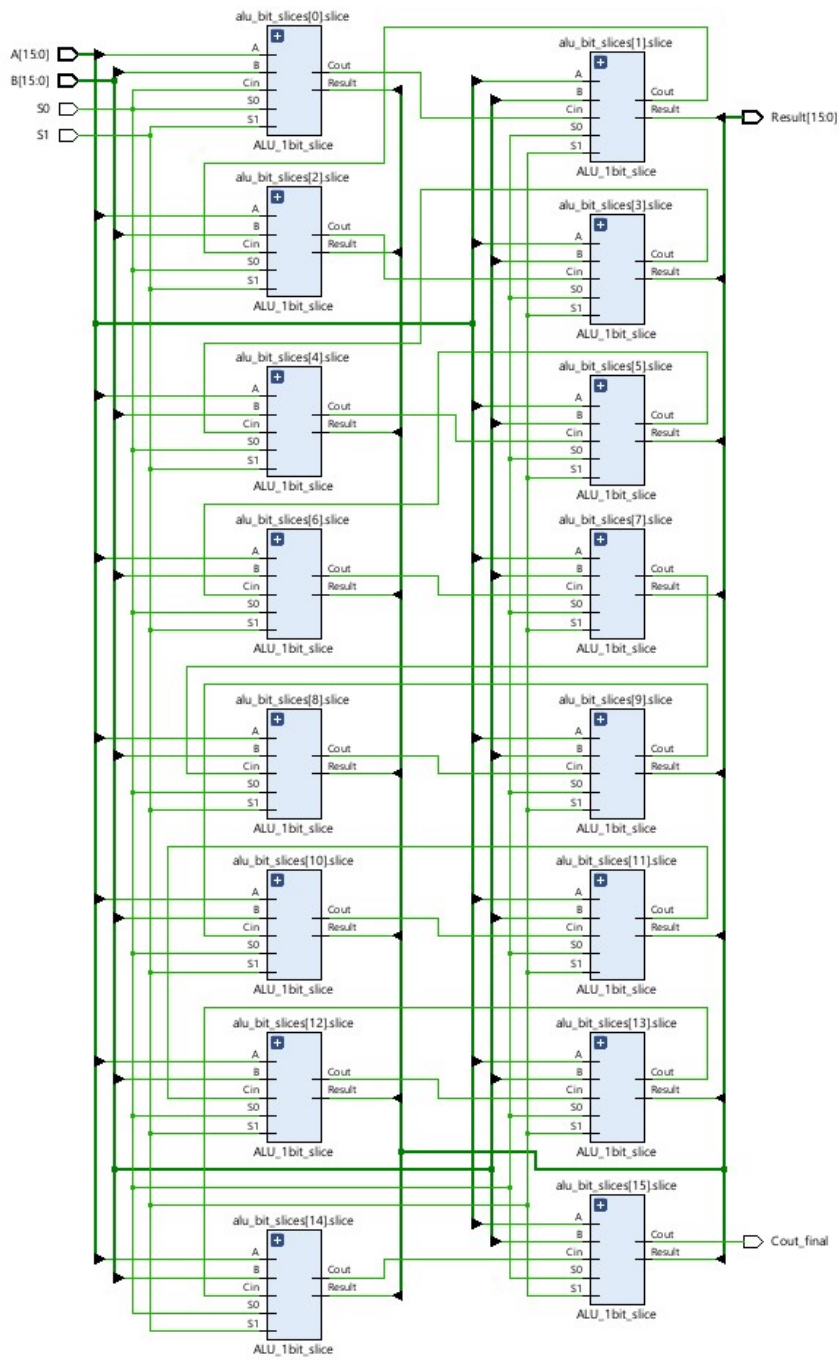 A[15:0]
B[15:0]
S0
S1
alu_bit_slices[0].slice
A
B
Cin
S0
S1
Cout
Result
ALU_1bit_slice
alu_bit_slices[1].slice
A
B
Cin
S0
S1
Cout
Result
ALU_1bit_slice
Result[15:0]
alu_bit_slices[2].slice
A
B
Cin
S0
S1
Cout
Result
ALU_1bit_slice
alu_bit_slices[3].slice
A
B
Cin
S0
S1
Cout
Result
ALU_1bit_slice
alu_bit_slices[4].slice
A
B
Cin
S0
S1
Cout
Result
ALU_1bit_slice
alu_bit_slices[5].slice
A
B
Cin
S0
S1
Cout
Result
ALU_1bit_slice
alu_bit_slices[6].slice
A
B
Cin
S0
S1
Cout
Result
ALU_1bit_slice
alu_bit_slices[7].slice
A
B
Cin
S0
S1
Cout
Result
ALU_1bit_slice
alu_bit_slices[8].slice
A
B
Cin
S0
S1
Cout
Result
ALU_1bit_slice
alu_bit_slices[9].slice
A
B
Cin
S0
S1
Cout
Result
ALU_1bit_slice
alu_bit_slices[10].slice
A
B
Cin
S0
S1
Cout
Result
ALU_1bit_slice
alu_bit_slices[11].slice
A
B
Cin
S0
S1
Cout
Result
ALU_1bit_slice
alu_bit_slices[12].slice
A
B
Cin
S0
S1
Cout
Result
ALU_1bit_slice
alu_bit_slices[13].slice
A
B
Cin
S0
S1
Cout
Result
ALU_1bit_slice
alu_bit_slices[14].slice
A
B
Cin
S0
S1
Cout
Result
ALU_1bit_slice
alu_bit_slices[15].slice
A
B
Cin
S0
S1
Cout
Result
ALU_1bit_slice
Cout_final